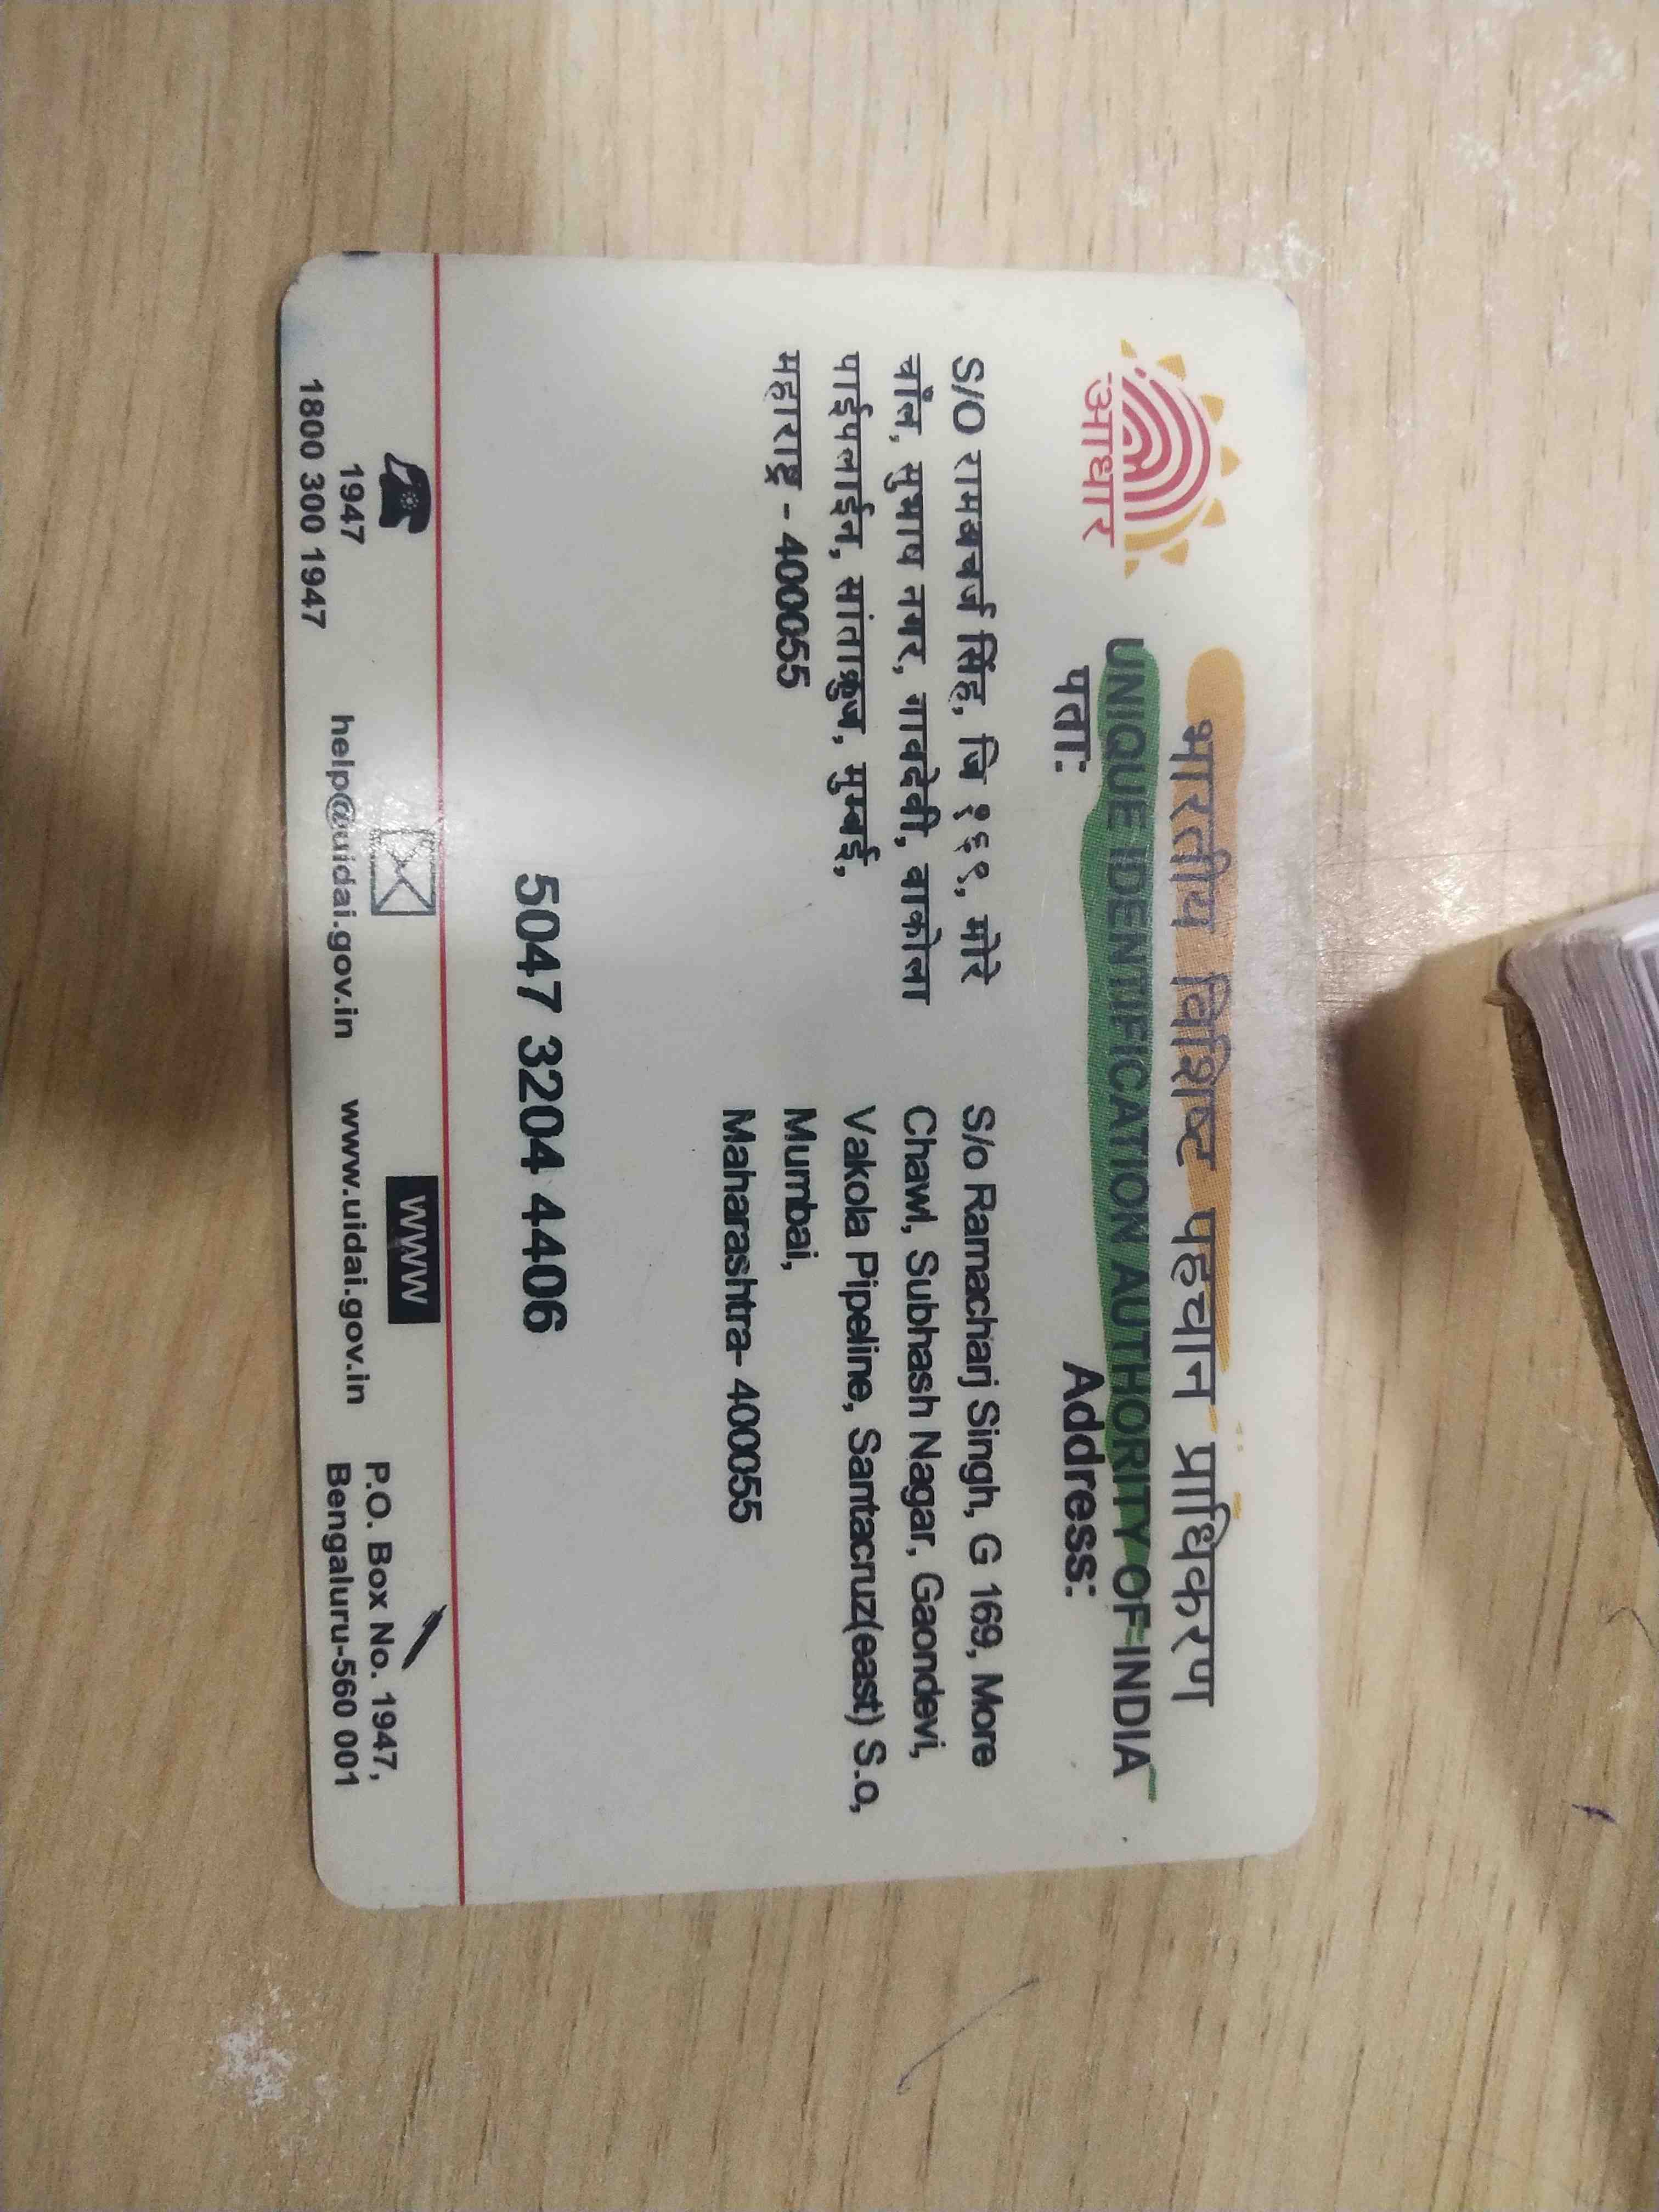 आधार
भारतीय विशिष्ट पहचान प्राधिकरण
UNIQUE IDENTIFICATION AUTHORITY OF INDIA
पत्ता:
S/O रामचर्ज सिंह, जि १६९, मोरे
चाँल, सुभाष नगर, गावदेवी, वाकोला
पाईपलाईन, सांताक्रुज, मुम्बई,
महाराष्ट्र - 400055
Address:
S/o Ramacharj Singh, G 169, More
Chawl, Subhash Nagar, Gaondevi,
Vakola Pipeline, Santacruz(east) S.o,
Mumbai,
Maharashtra- 400055
5047 3204 4406
1947
1800 300 1947
help@uidai.gov.in
WWW
www.uidai.gov.in
P.O. Box No. 1947,
Bengaluru-560 001